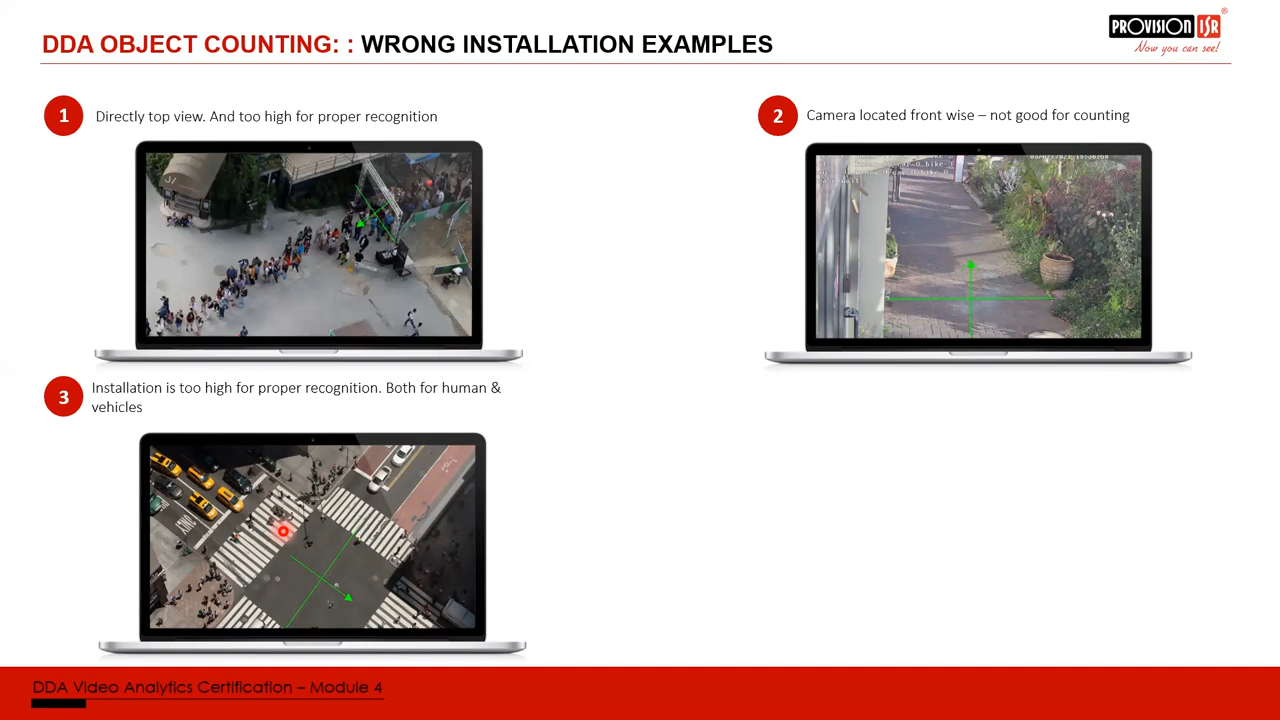 DDA OBJECT COUNTING: : WRONG INSTALLATION EXAMPLES
PROVISION ISR ®
Now you can see!
1
Directly top view. And too high for proper recognition
2
Camera located front wise – not good for counting
3
Installation is too high for proper recognition. Both for human &
vehicles
DDA Video Analytics Certification – Module 4